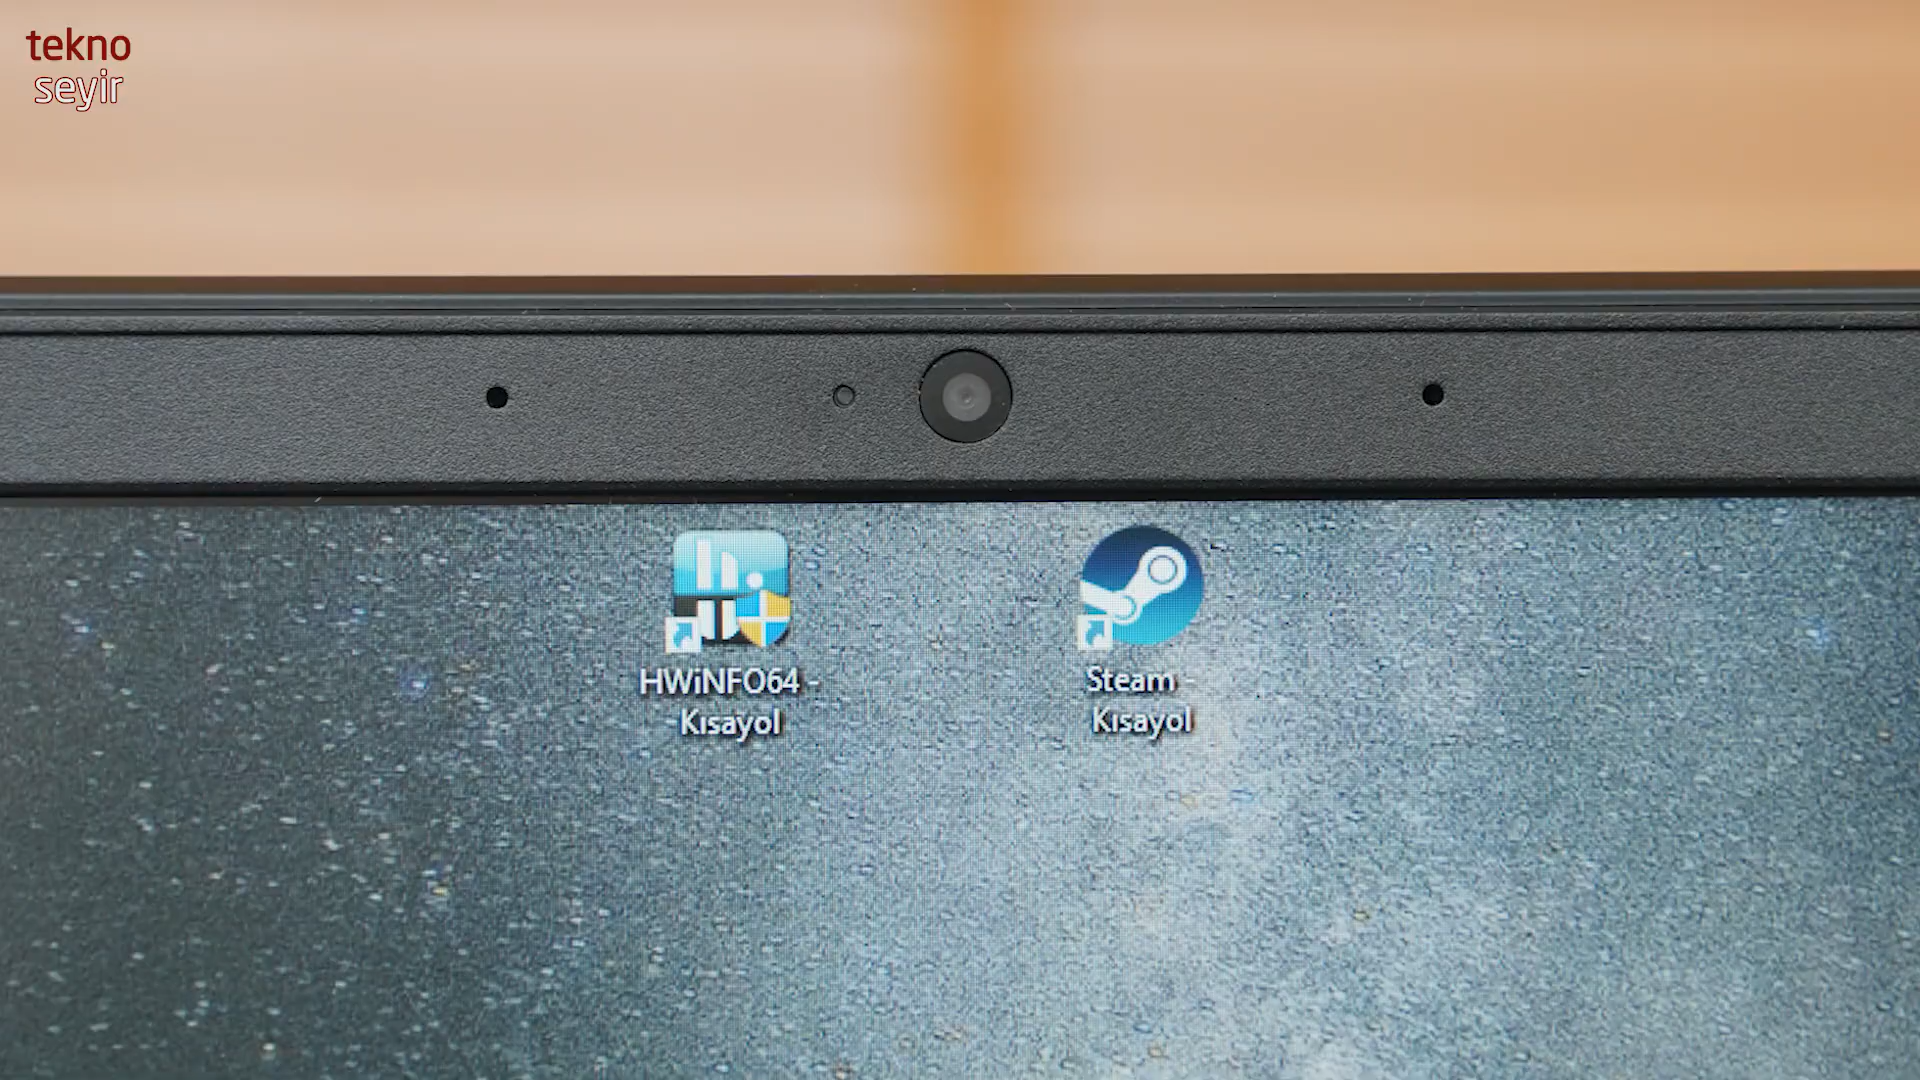 tekno
seyir
HWiNFO64 -
Kısayol
Steam -
Kısayol